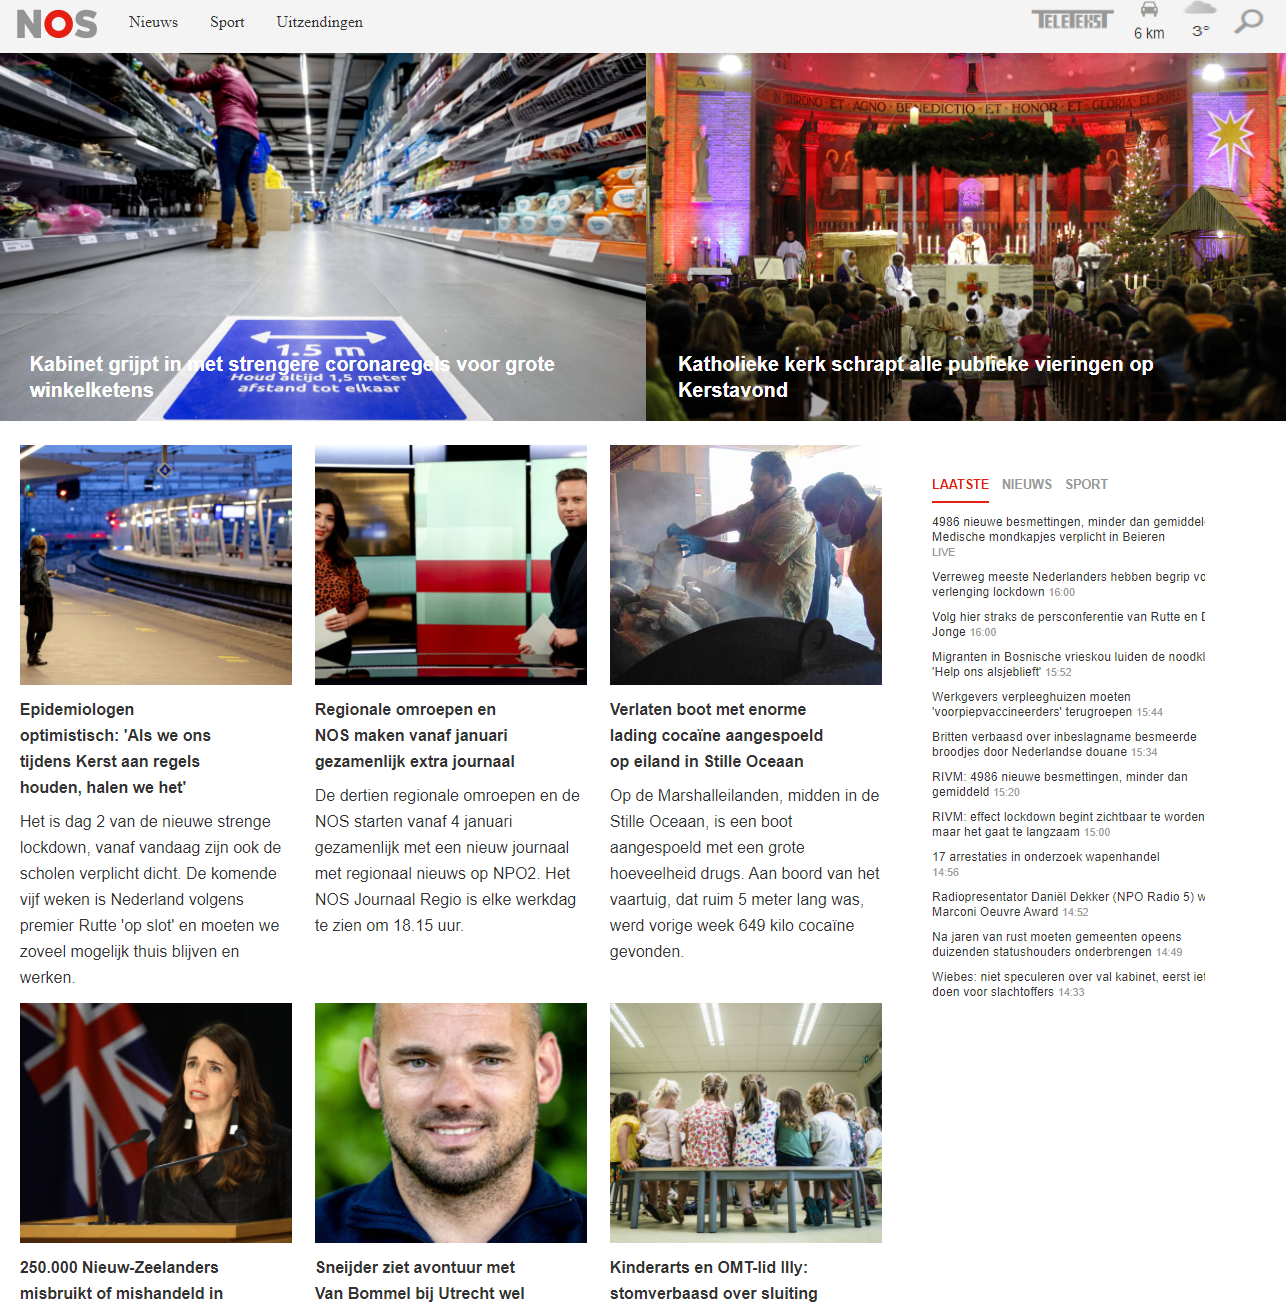 NOS Nieuws Sport Uitzendingen TELETEKST 6 km 3°
IN·THRONO·ET·AGNO·BENEDICTIO·ET·HONOR·ET·GLORIA·ET
1,5 m
Houd altijd 1,5 meter
afstand tot elkaar
Kabinet grijpt in met strengere coronaregels voor grote
winkelketens
Katholieke kerk schrapt alle publieke vieringen op
Kerstavond
4
Epidemiologen
optimistisch: 'Als we ons
tijdens Kerst aan regels
houden, halen we het'
Het is dag 2 van de nieuwe strenge
lockdown, vanaf vandaag zijn ook de
scholen verplicht dicht. De komende
vijf weken is Nederland volgens
premier Rutte 'op slot' en moeten we
zoveel mogelijk thuis blijven en
werken.
Regionale omroepen en
NOS maken vanaf januari
gezamenlijk extra journaal
De dertien regionale omroepen en de
NOS starten vanaf 4 januari
gezamenlijk met een nieuw journaal
met regionaal nieuws op NPO2. Het
NOS Journaal Regio is elke werkdag
te zien om 18.15 uur.
Verlaten boot met enorme
lading cocaïne aangespoeld
op eiland in Stille Oceaan
Op de Marshalleilanden, midden in de
Stille Oceaan, is een boot
aangespoeld met een grote
hoeveelheid drugs. Aan boord van het
vaartuig, dat ruim 5 meter lang was,
werd vorige week 649 kilo cocaïne
gevonden.
250.000 Nieuw-Zeelanders
misbruikt of mishandeld in
Sneijder ziet avontuur met
Van Bommel bij Utrecht wel
Kinderarts en OMT-lid Illy:
stomverbaasd over sluiting
LAATSTE NIEUWS SPORT
4986 nieuwe besmettingen, minder dan gemiddel
Medische mondkapjes verplicht in Beieren
LIVE
Verreweg meeste Nederlanders hebben begrip vo
verlenging lockdown 16:00
Volg hier straks de persconferentie van Rutte en D
Jonge 16:00
Migranten in Bosnische vrieskou luiden de noodkl
'Help ons alsjeblieft' 15:52
Werkgevers verpleeghuizen moeten
'voorpiepvaccineerders' terugroepen 15:44
Britten verbaasd over inbeslagname besmeerde
broodjes door Nederlandse douane 15:34
RIVM: 4986 nieuwe besmettingen, minder dan
gemiddeld 15:20
RIVM: effect lockdown begint zichtbaar te worden
maar het gaat te langzaam 15:00
17 arrestaties in onderzoek wapenhandel
14:56
Radiopresentator Daniël Dekker (NPO Radio 5) w
Marconi Oeuvre Award 14:52
Na jaren van rust moeten gemeenten opeens
duizenden statushouders onderbrengen 14:49
Wiebes: niet speculeren over val kabinet, eerst iet
doen voor slachtoffers 14:33